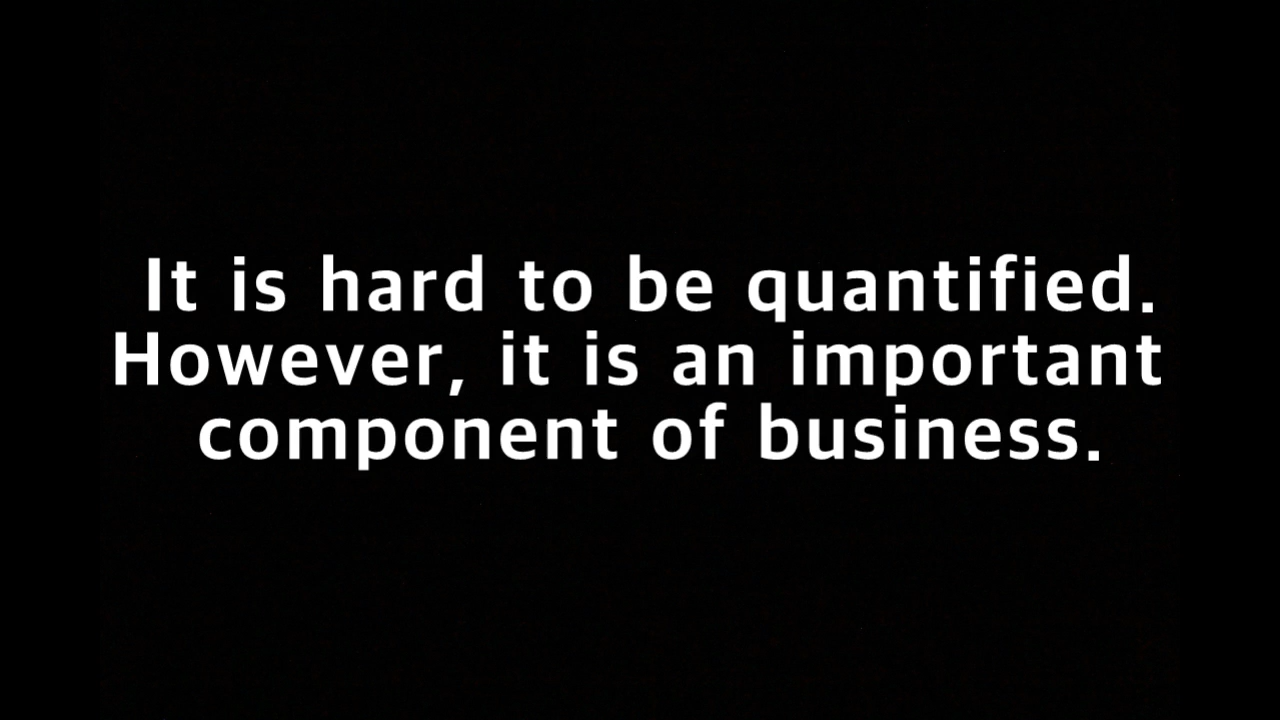 It is hard to be quantified.
However, it is an important
component of business.